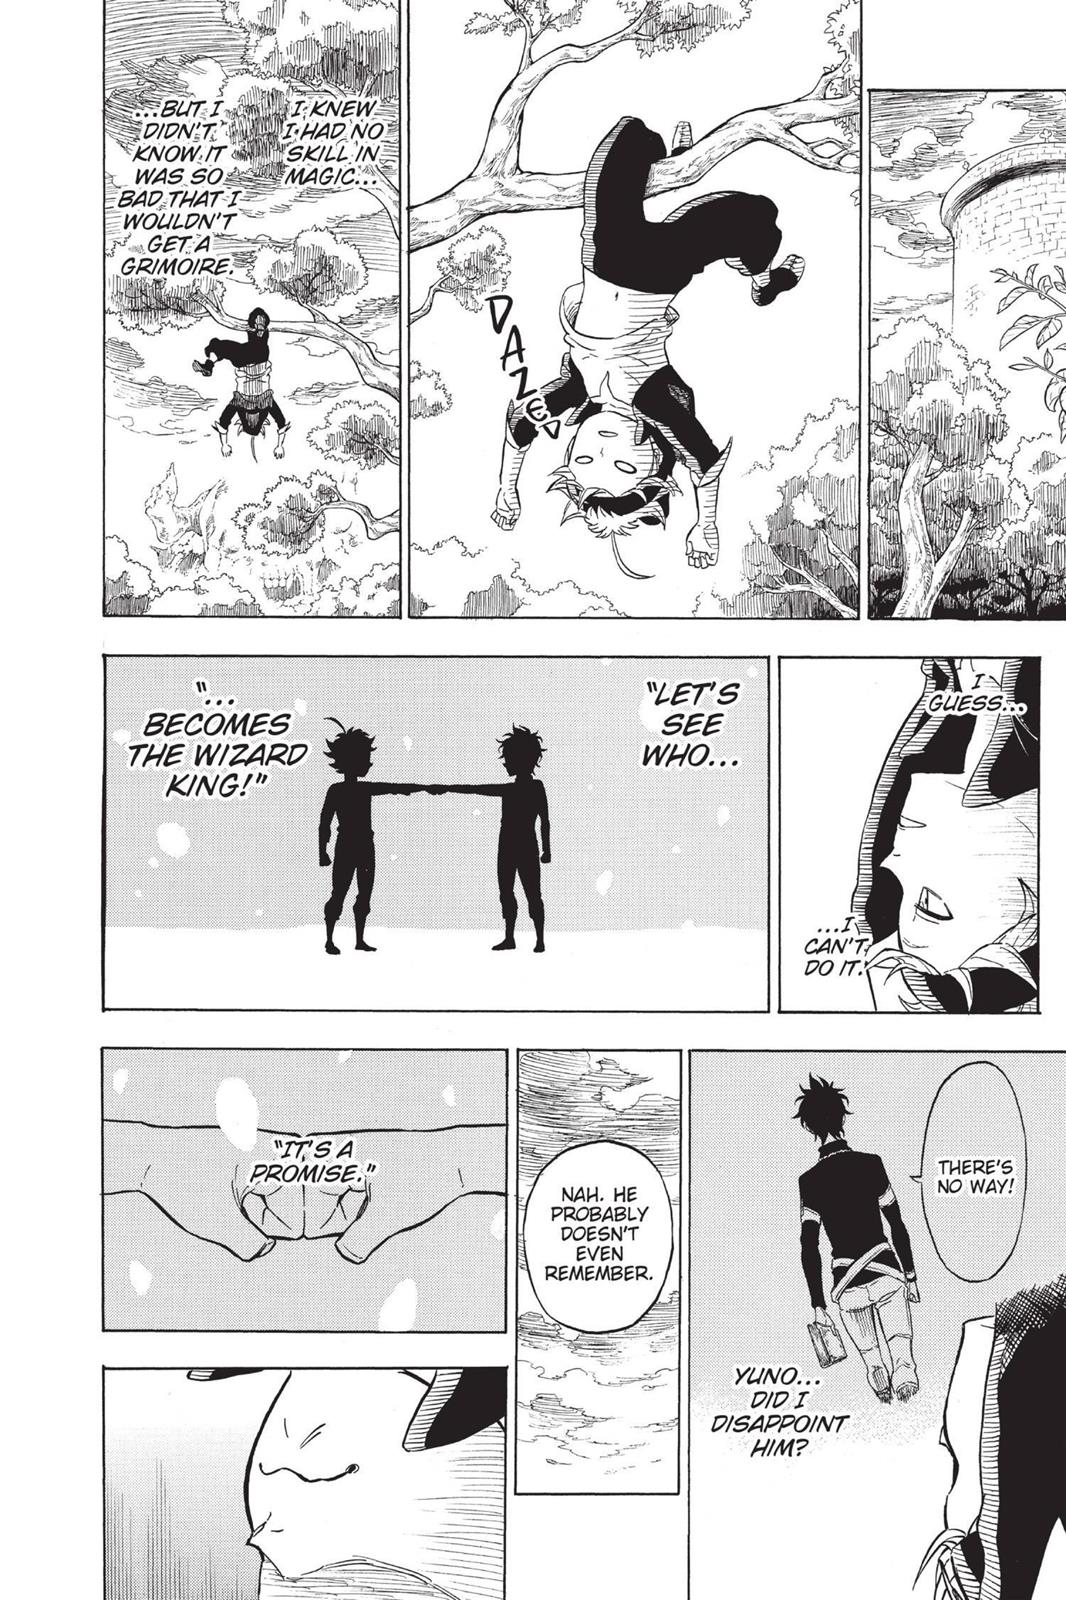 DAZED
I KNEW
I HAD NO
SKILL IN
MAGIC...
...BUT I
DIDN'T
KNOW IT
WAS SO
BAD THAT I
WOULDN'T
GET A
GRIMOIRE.
I
GUESS...
...I
CAN'T
DO IT.
"LET'S
SEE
WHO...
"...
BECOMES
THE WIZARD
KING!"
THERE'S
NO WAY!
YUNO...
DID I
DISAPPOINT
HIM?
NAH. HE
PROBABLY
DOESN'T
EVEN
REMEMBER.
"IT'S A
PROMISE."